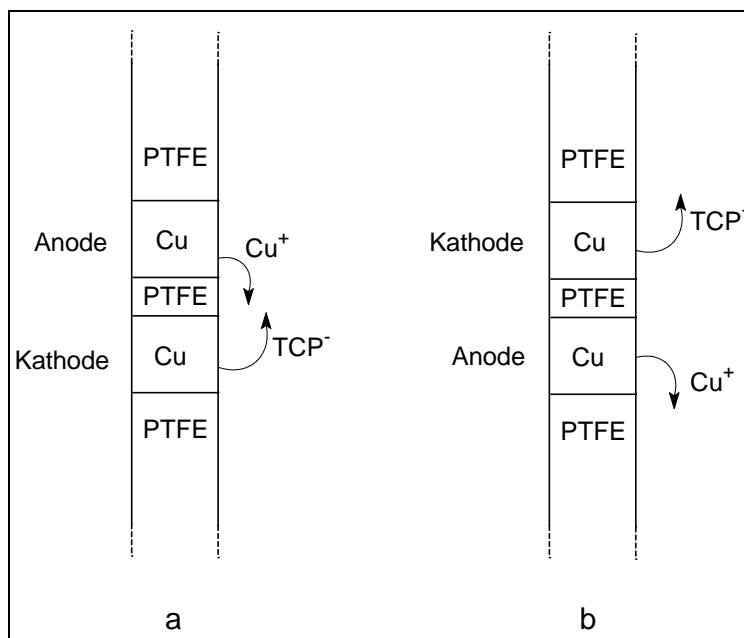 PTFE
Anode
Cu
Cu⁺
PTFE
Kathode
Cu
TCP⁻
PTFE
a
PTFE
Kathode
Cu
TCP⁻
PTFE
Anode
Cu
Cu⁺
PTFE
b